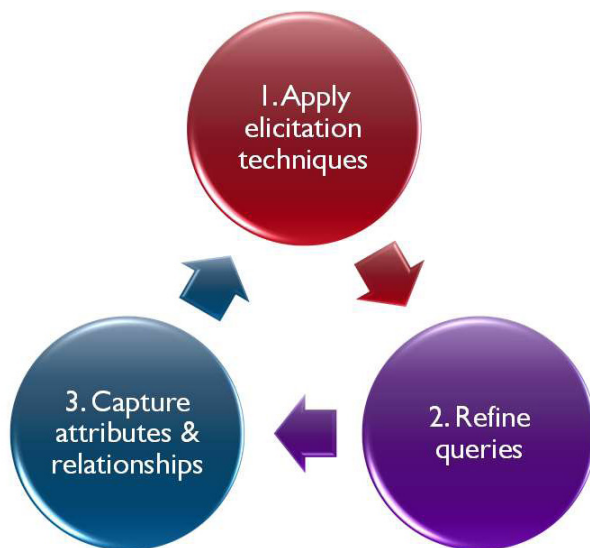 1. Apply
elicitation
techniques
2. Refine
queries
3. Capture
attributes &
relationships